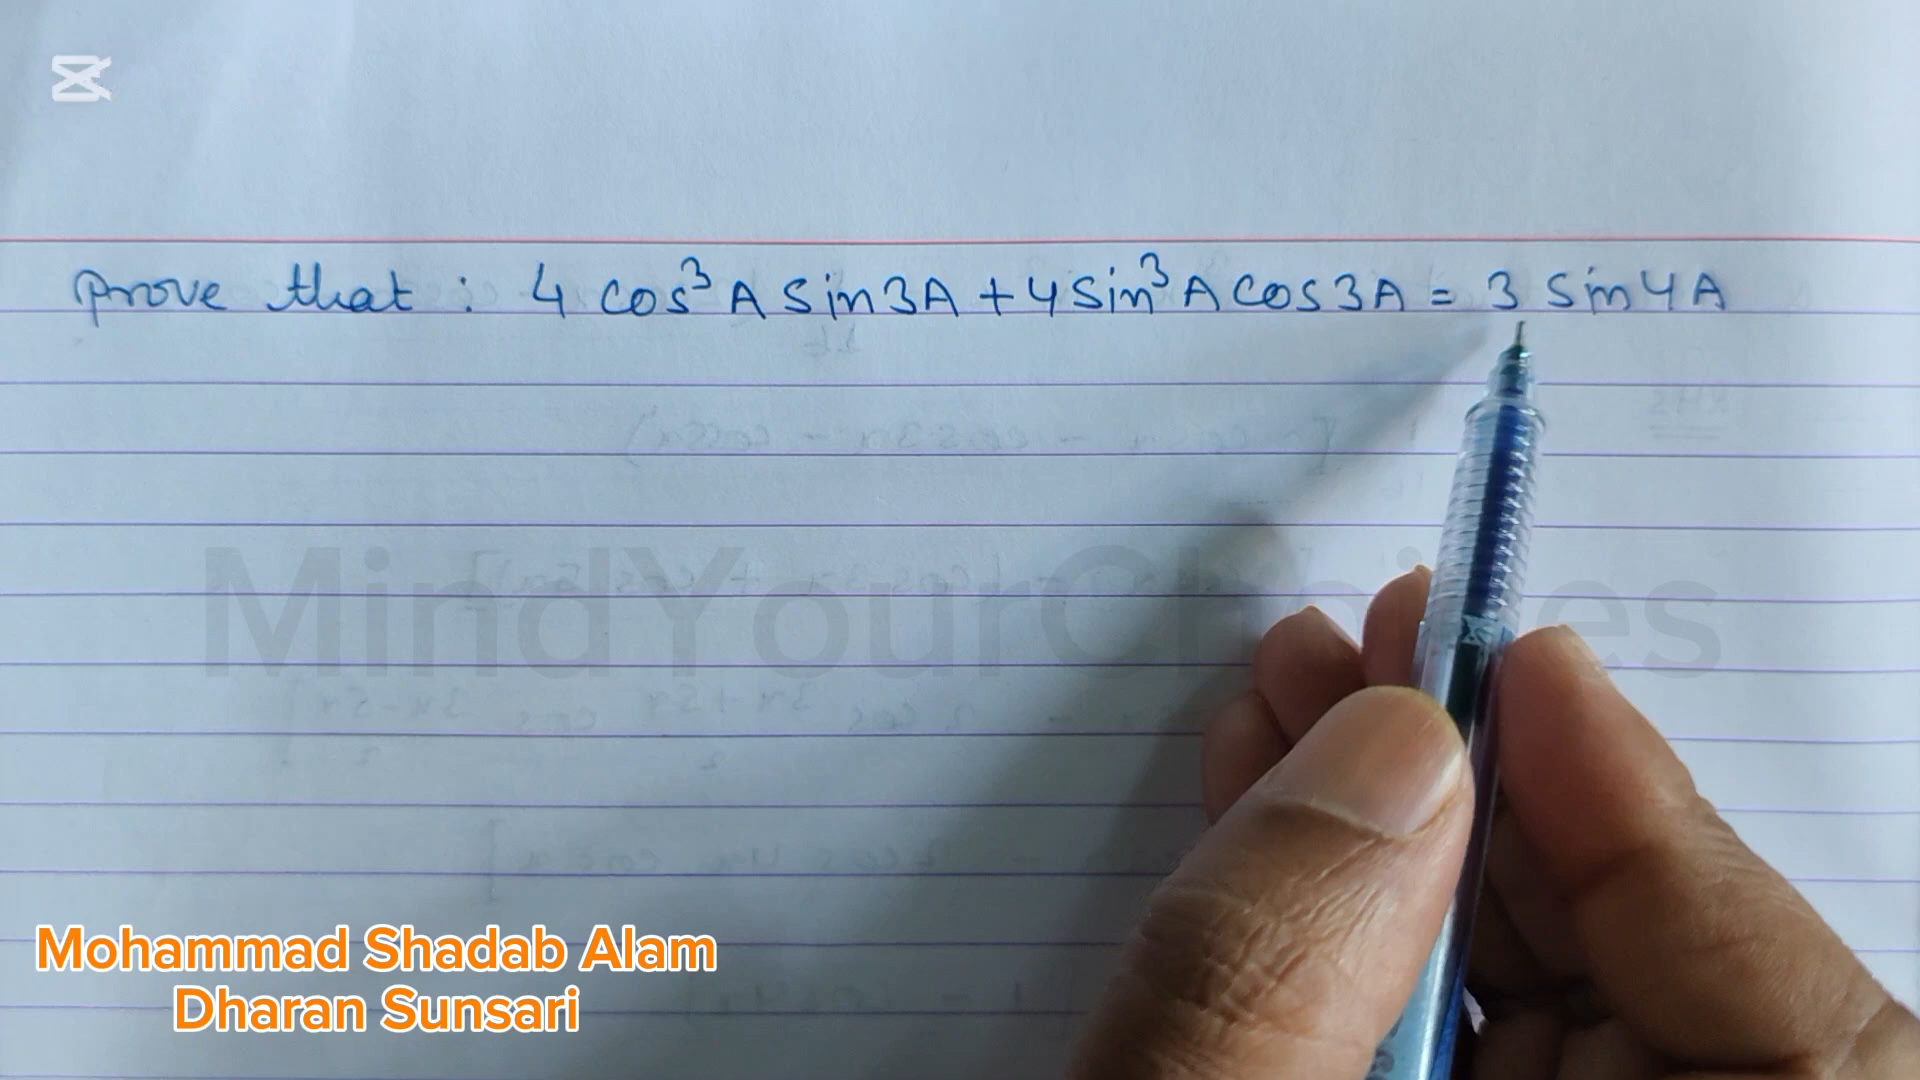 prove that : 4 cos³A sin3A + 4 sin³A cos3A = 3 sin4A
MindYourChoices
Mohammad Shadab Alam
Dharan Sunsari